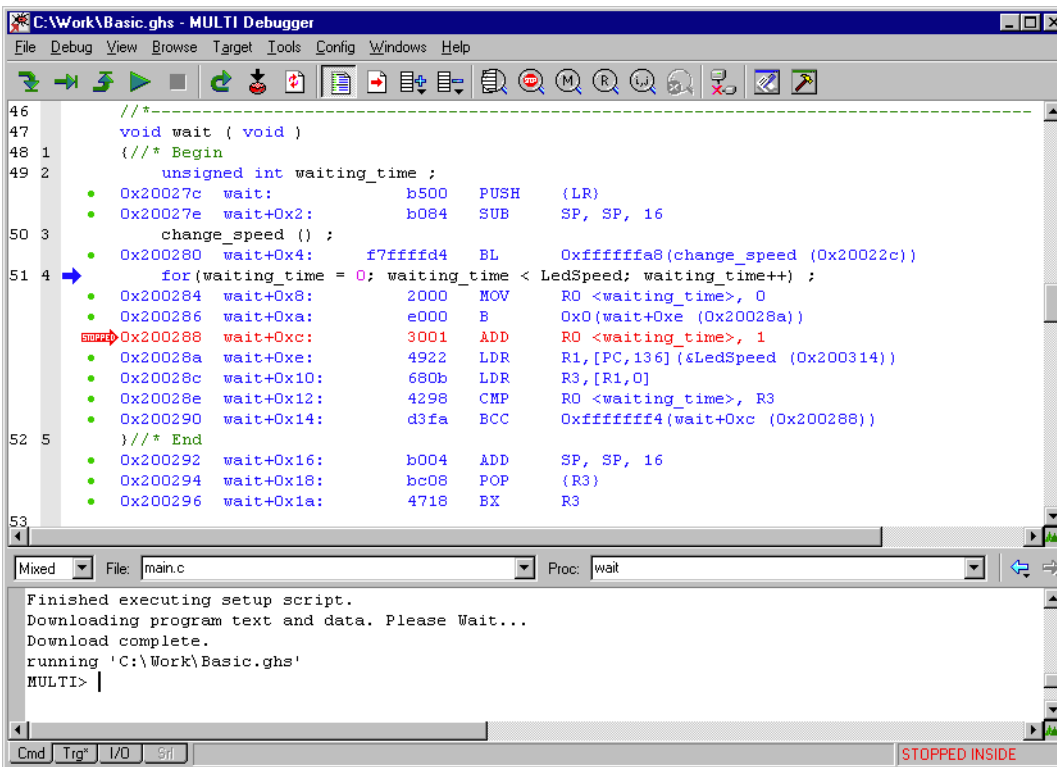 C:\Work\Basic.ghs - MULTI Debugger
File Debug View Browse Target Tools Config Windows Help
46 //*--------------------------------------------------------------------------------
47 void wait ( void )
48 1 {//* Begin
49 2 unsigned int waiting_time ;
0x20027c wait: b500 PUSH {LR}
0x20027e wait+0x2: b084 SUB SP, SP, 16
50 3 change_speed () ;
0x200280 wait+0x4: f7ffffd4 BL 0xffffffa8(change_speed (0x20022c))
51 4 for(waiting_time = 0; waiting_time < LedSpeed; waiting_time++) ;
0x200284 wait+0x8: 2000 MOV R0 <waiting_time>, 0
0x200286 wait+0xa: e000 B 0x0(wait+0xe (0x20028a))
STOPPED 0x200288 wait+0xc: 3001 ADD R0 <waiting_time>, 1
0x20028a wait+0xe: 4922 LDR R1,[PC,136](&LedSpeed (0x200314))
0x20028c wait+0x10: 680b LDR R3,[R1,0]
0x20028e wait+0x12: 4298 CMP R0 <waiting_time>, R3
0x200290 wait+0x14: d3fa BCC 0xfffffff4(wait+0xc (0x200288))
52 5 }//* End
0x200292 wait+0x16: b004 ADD SP, SP, 16
0x200294 wait+0x18: bc08 POP {R3}
0x200296 wait+0x1a: 4718 BX R3
53
Mixed File: main.c Proc: wait
Finished executing setup script.
Downloading program text and data. Please Wait...
Download complete.
running 'C:\Work\Basic.ghs'
MULTI>
Cmd Trg* I/O Srl STOPPED INSIDE